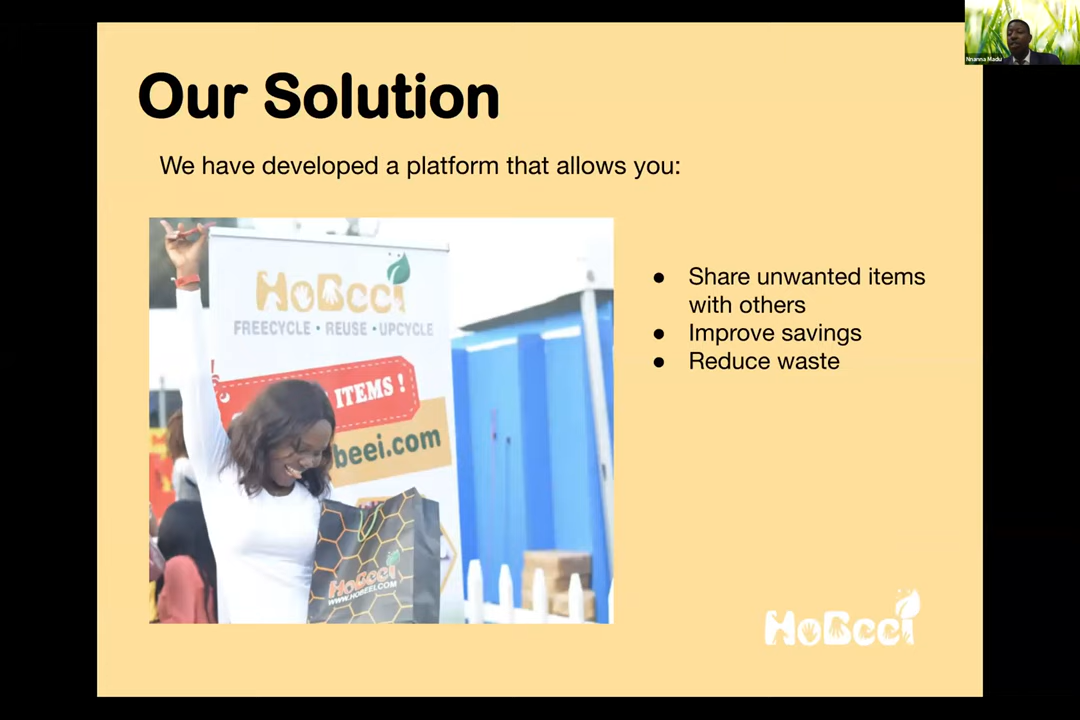 Nnanna Madu
Our Solution
We have developed a platform that allows you:
HoBeei
FREECYCLE • REUSE • UPCYCLE
ITEMS !
beei.com
HoBeei
WWW.HOBEEI.COM
● Share unwanted items
with others
● Improve savings
● Reduce waste
HoBeei